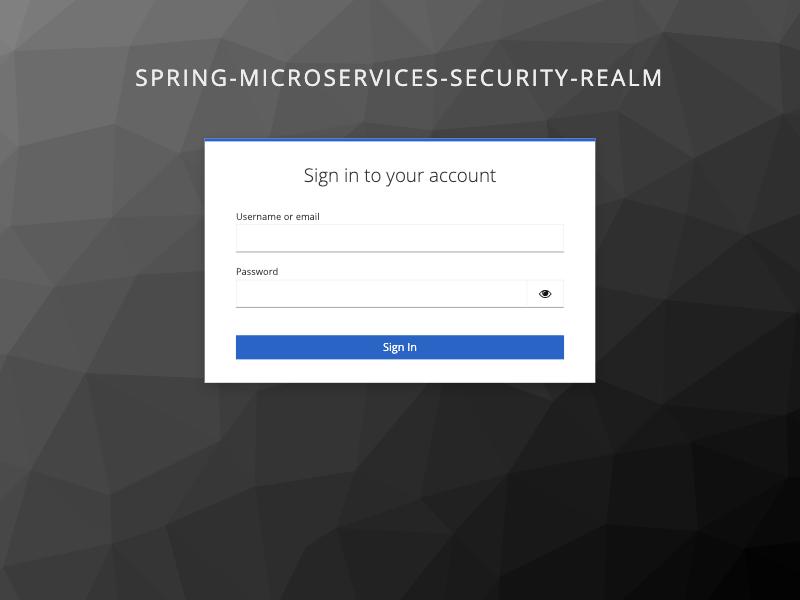 SPRING-MICROSERVICES-SECURITY-REALM
Sign in to your account
Username or email
Password
Sign In